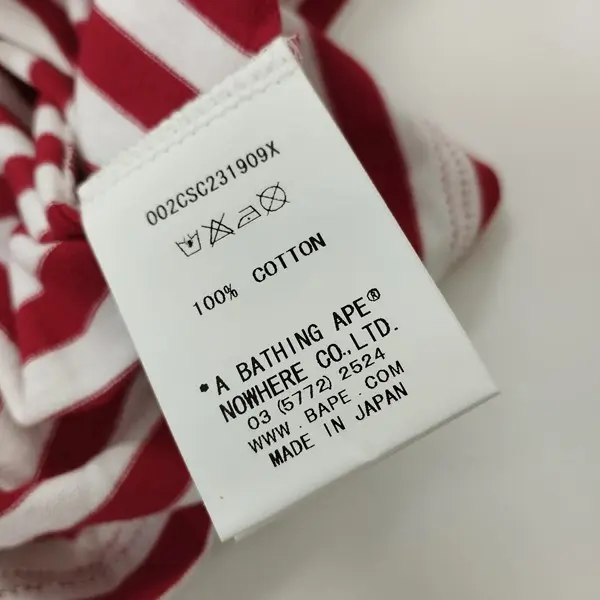 002CSC231909X
100% COTTON
*A BATHING APE®
NOWHERE CO.,LTD.
03 (5772) 2524
WWW.BAPE.COM
MADE IN JAPAN